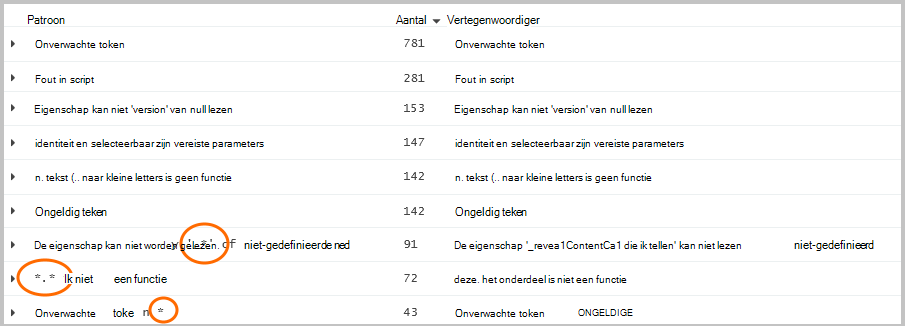 Patroon Aantal Vertegenwoordiger
Onverwachte token 781 Onverwachte token
Fout in script 281 Fout in script
Eigenschap kan niet 'version' van null lezen 153 Eigenschap kan niet 'version' van null lezen
identiteit en selecteerbaar zijn vereiste parameters 147 identiteit en selecteerbaar zijn vereiste parameters
n. tekst (.. naar kleine letters is geen functie 142 n. tekst (.. naar kleine letters is geen functie
Ongeldig teken 142 Ongeldig teken
De eigenschap kan niet worden gelezen. '*' of niet-gedefinieerde ned 91 De eigenschap '_revea1ContentCa1 die ik tellen' kan niet lezen niet-gedefinieerd
*.* Ik niet een functie 72 deze. het onderdeel is niet een functie
Onverwachte toke n * 43 Onverwachte token ONGELDIGE